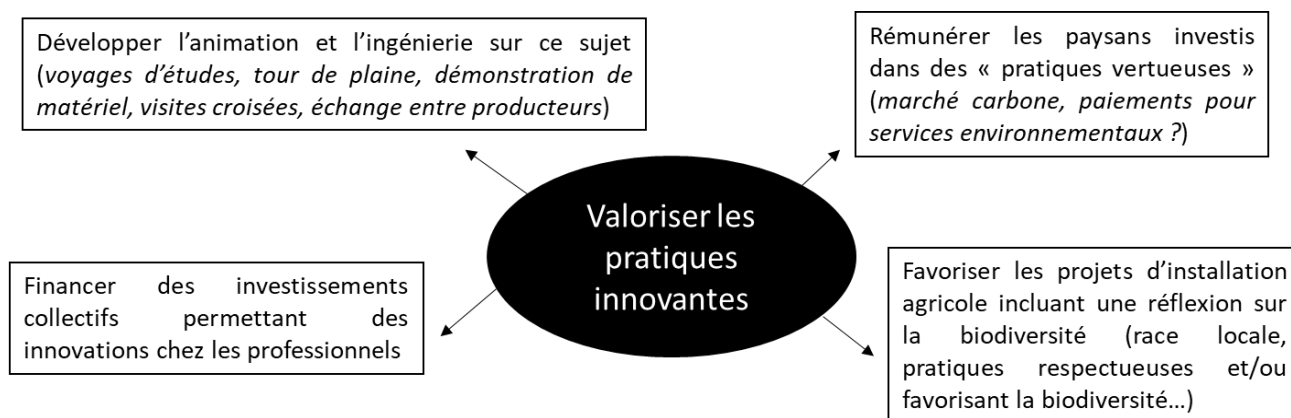 Développer l’animation et l’ingénierie sur ce sujet
(voyages d’études, tour de plaine, démonstration de
matériel, visites croisées, échange entre producteurs)
Rémunérer les paysans investis
dans des « pratiques vertueuses »
(marché carbone, paiements pour
services environnementaux ?)
Valoriser les
pratiques
innovantes
Financer des investissements
collectifs permettant des
innovations chez les professionnels
Favoriser les projets d’installation
agricole incluant une réflexion sur
la biodiversité (race locale,
pratiques respectueuses et/ou
favorisant la biodiversité…)